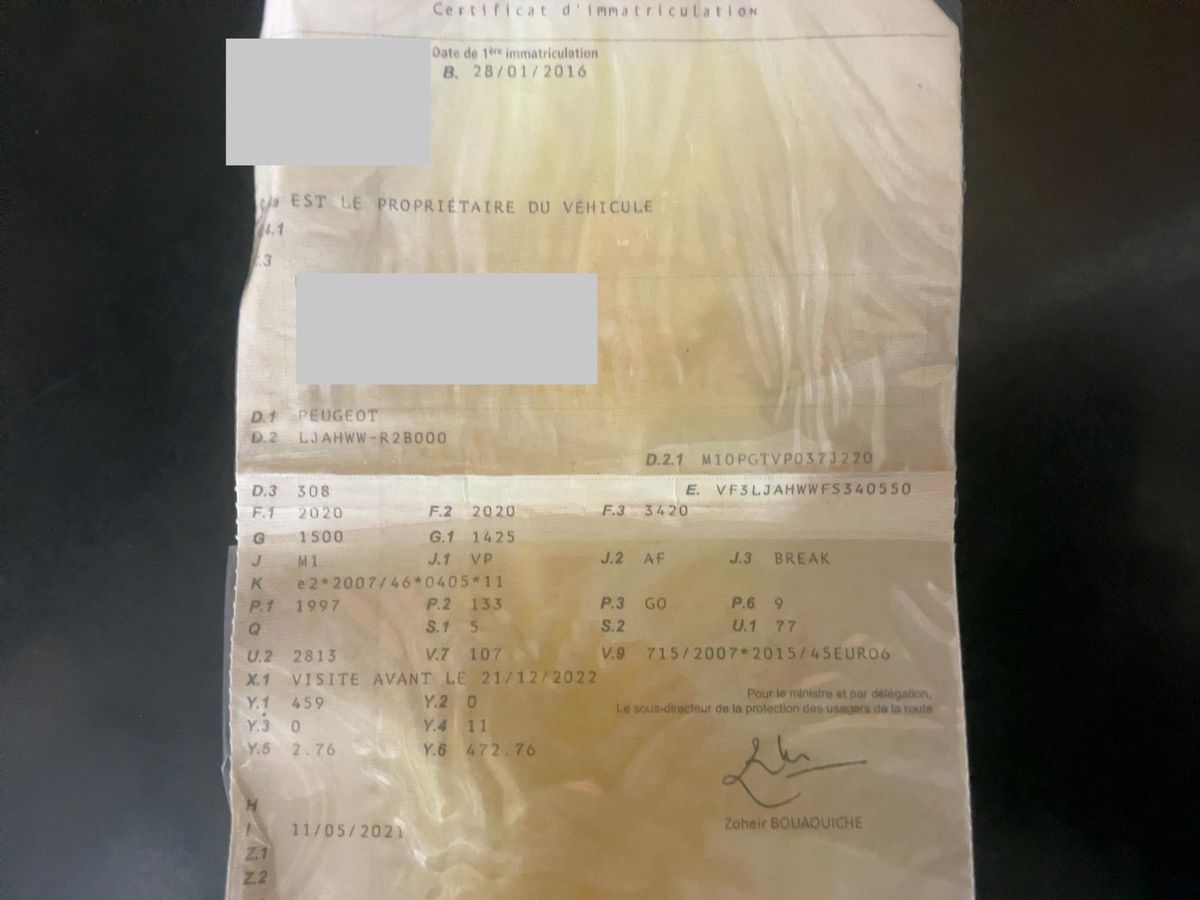 Certificat d'immatriculation
Date de 1ère immatriculation
B. 28/01/2016
EST LE PROPRIÉTAIRE DU VÉHICULE
4.1
.3
D.1 PEUGEOT
D.2 LJAHWW-R2B000
D.2.1 M10PGTVP037J220
D.3 308 E. VF3LJAHWWFS340550
F.1 2020 F.2 2020 F.3 3420
G 1500 G.1 1425
J M1 J.1 VP J.2 AF J.3 BREAK
K e2*2007/46*0405*11
P.1 1997 P.2 133 P.3 GO P.6 9
Q S.1 5 S.2 U.1 77
U.2 2813 V.7 107 V.9 715/2007*2015/45EURO6
X.1 VISITE AVANT LE 21/12/2022
Pour le ministre et par délégation,
Y.1 459 Y.2 0 Le sous-directeur de la protection des usagers de la route
Y.3 0 Y.4 11
Y.5 2.76 Y.6 472.76
H
Zoheir BOUAOUICHE
I 11/05/2021
Z.1
Z.2